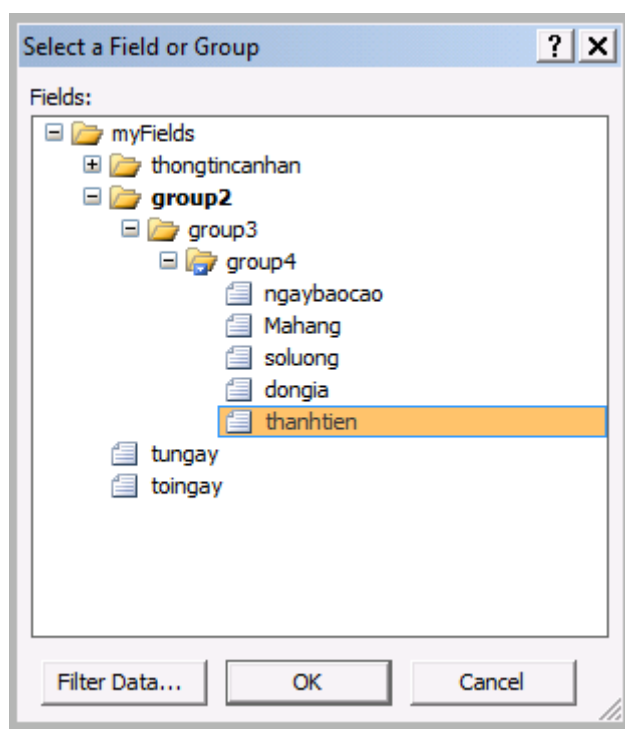 Select a Field or Group
Fields:
myFields
thongtincanhan
group2
group3
group4
ngaybaocao
Mahang
soluong
dongia
thanhtien
tungay
toingay
Filter Data... OK Cancel